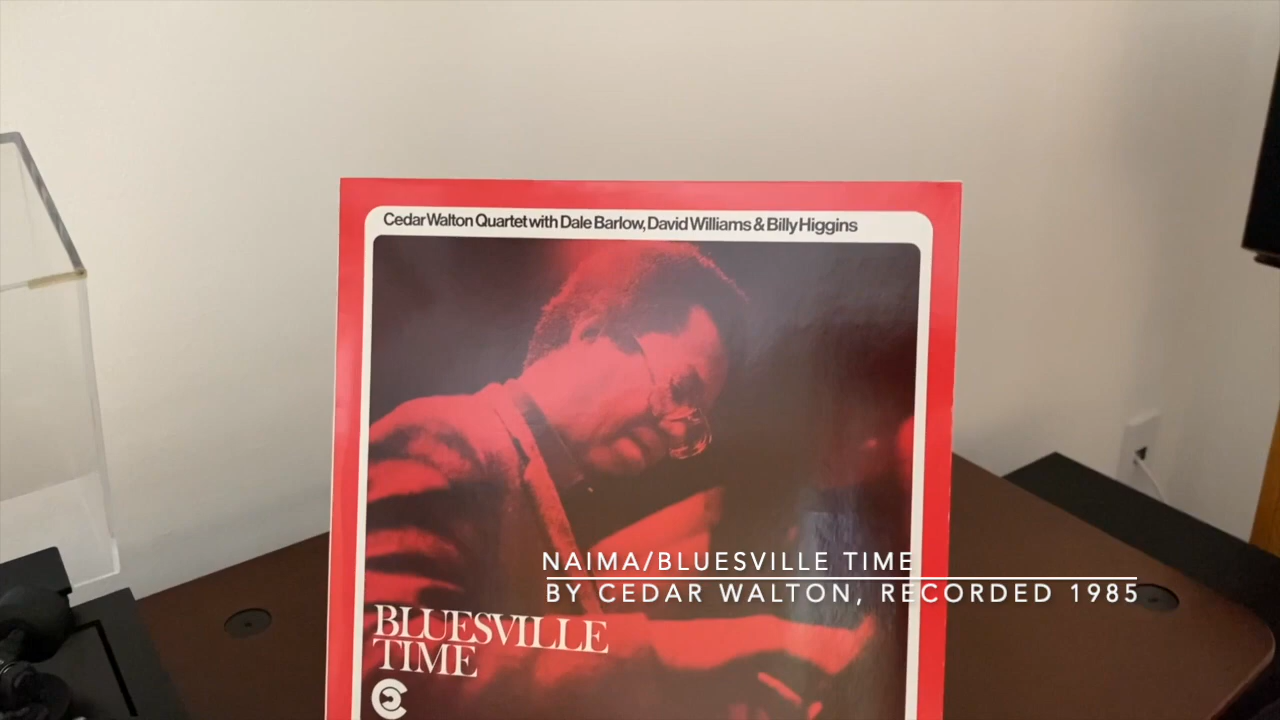 Cedar Walton Quartet with Dale Barlow, David Williams & Billy Higgins
NAIMA/BLUESVILLE TIME
BY CEDAR WALTON, RECORDED 1985
BLUESVILLE
TIME